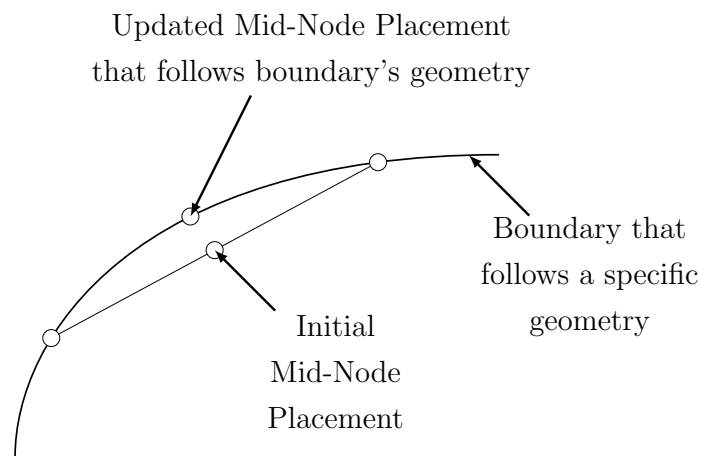 Updated Mid-Node Placement
that follows boundary's geometry
Boundary that
follows a specific
geometry
Initial
Mid-Node
Placement